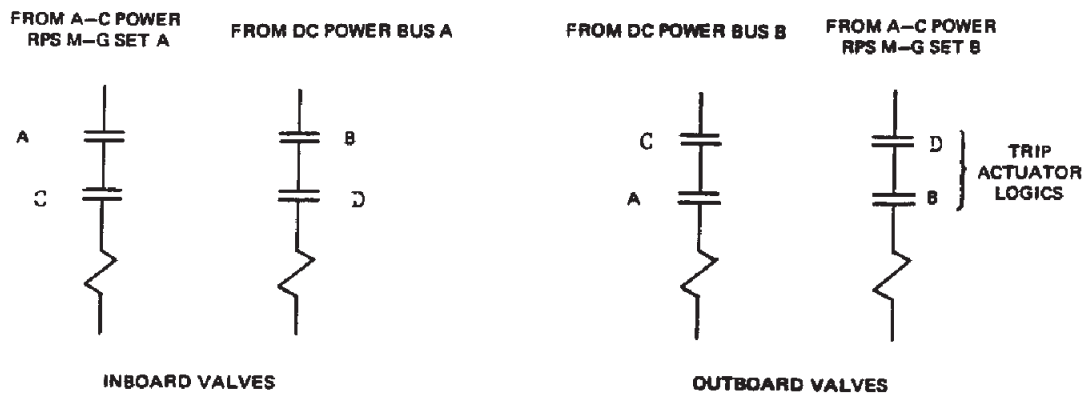 FROM A–C POWER
RPS M–G SET A
FROM DC POWER BUS A
FROM DC POWER BUS B
FROM A–C POWER
RPS M–G SET B
A
B
C
D
C
D
A
B
TRIP
ACTUATOR
LOGICS
INBOARD VALVES
OUTBOARD VALVES